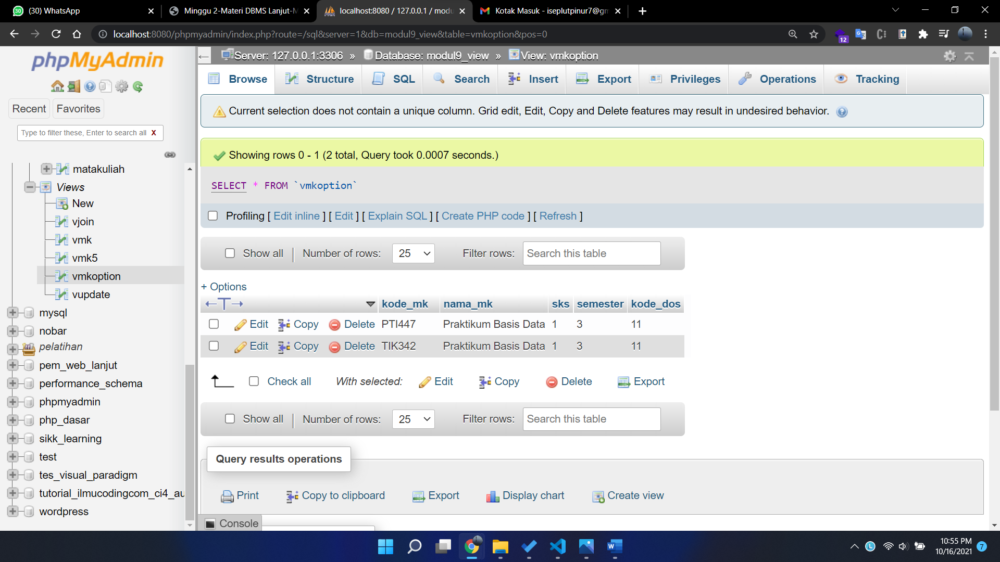 (30) WhatsApp
Minggu 2-Materi DBMS Lanjut-M
localhost:8080 / 127.0.0.1 / modu
Kotak Masuk - iseplutpinur7@gm
localhost:8080/phpmyadmin/index.php?route=/sql&server=1&db=modul9_view&table=vmkoption&pos=0
12
phpMyAdmin
Recent
Favorites
Type to filter these, Enter to search all X
matakuliah
Views
New
vjoin
vmk
vmk5
vmkoption
vupdate
mysql
nobar
pelatihan
pem_web_lanjut
performance_schema
phpmyadmin
php_dasar
sikk_learning
test
tes_visual_paradigm
tutorial_ilmucodingcom_ci4_au
wordpress
Server: 127.0.0.1:3306 » Database: modul9_view » View: vmkoption
Browse Structure SQL Search Insert Export Privileges Operations Tracking
Current selection does not contain a unique column. Grid edit, Edit, Copy and Delete features may result in undesired behavior.
Showing rows 0 - 1 (2 total, Query took 0.0007 seconds.)
SELECT * FROM `vmkoption`
Profiling [ Edit inline ] [ Edit ] [ Explain SQL ] [ Create PHP code ] [ Refresh ]
Show all | Number of rows: 25 Filter rows: Search this table
+ Options
←T→ kode_mk nama_mk sks semester kode_dos
Edit Copy Delete PTI447 Praktikum Basis Data 1 3 11
Edit Copy Delete TIK342 Praktikum Basis Data 1 3 11
Check all With selected: Edit Copy Delete Export
Show all | Number of rows: 25 Filter rows: Search this table
Query results operations
Print Copy to clipboard Export Display chart Create view
Console
10:55 PM
10/16/2021
7